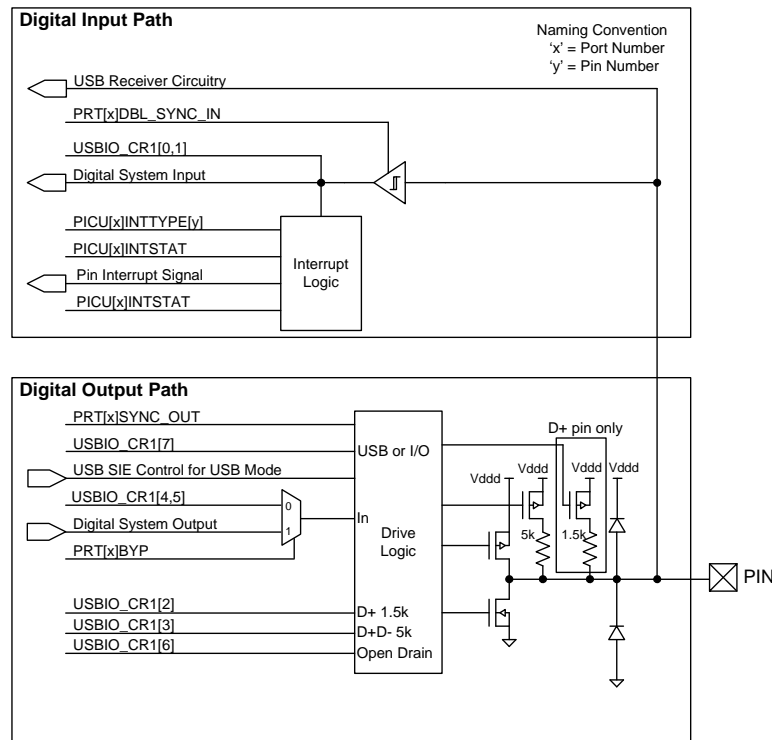 Digital Input Path
Naming Convention
'x' = Port Number
'y' = Pin Number
USB Receiver Circuitry
PRT[x]DBL_SYNC_IN
USBIO_CR1[0,1]
Digital System Input
PICU[x]INTTYPE[y]
PICU[x]INTSTAT
Pin Interrupt Signal
PICU[x]INTSTAT
Interrupt
Logic
Digital Output Path
PRT[x]SYNC_OUT
USBIO_CR1[7]
USB SIE Control for USB Mode
USBIO_CR1[4,5]
Digital System Output
PRT[x]BYP
0
1
USBIO_CR1[2]
USBIO_CR1[3]
USBIO_CR1[6]
USB or I/O
In
Drive
Logic
D+ 1.5k
D+D- 5k
Open Drain
D+ pin only
Vddd
Vddd
Vddd
Vddd
5k
1.5k
PIN